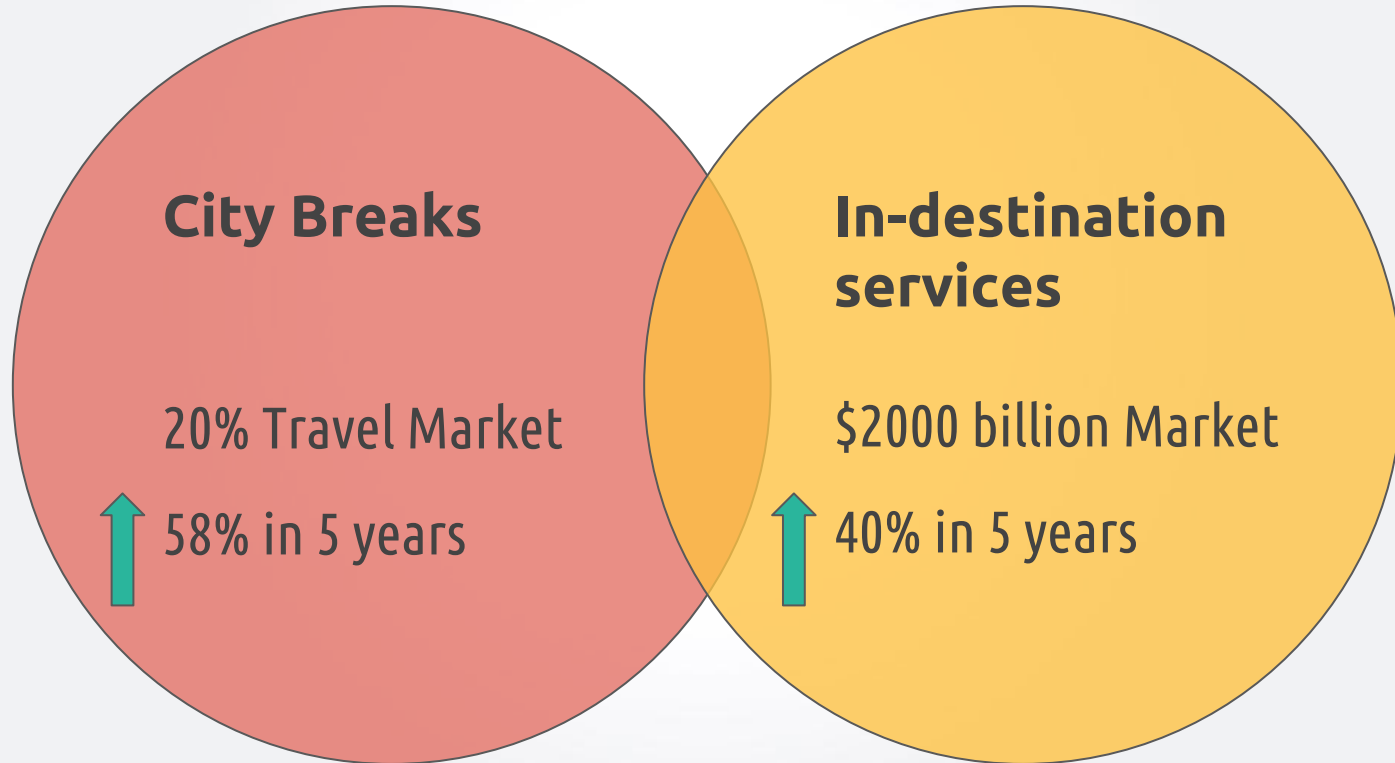 City Breaks
20% Travel Market
58% in 5 years
In-destination
services
$2000 billion Market
40% in 5 years